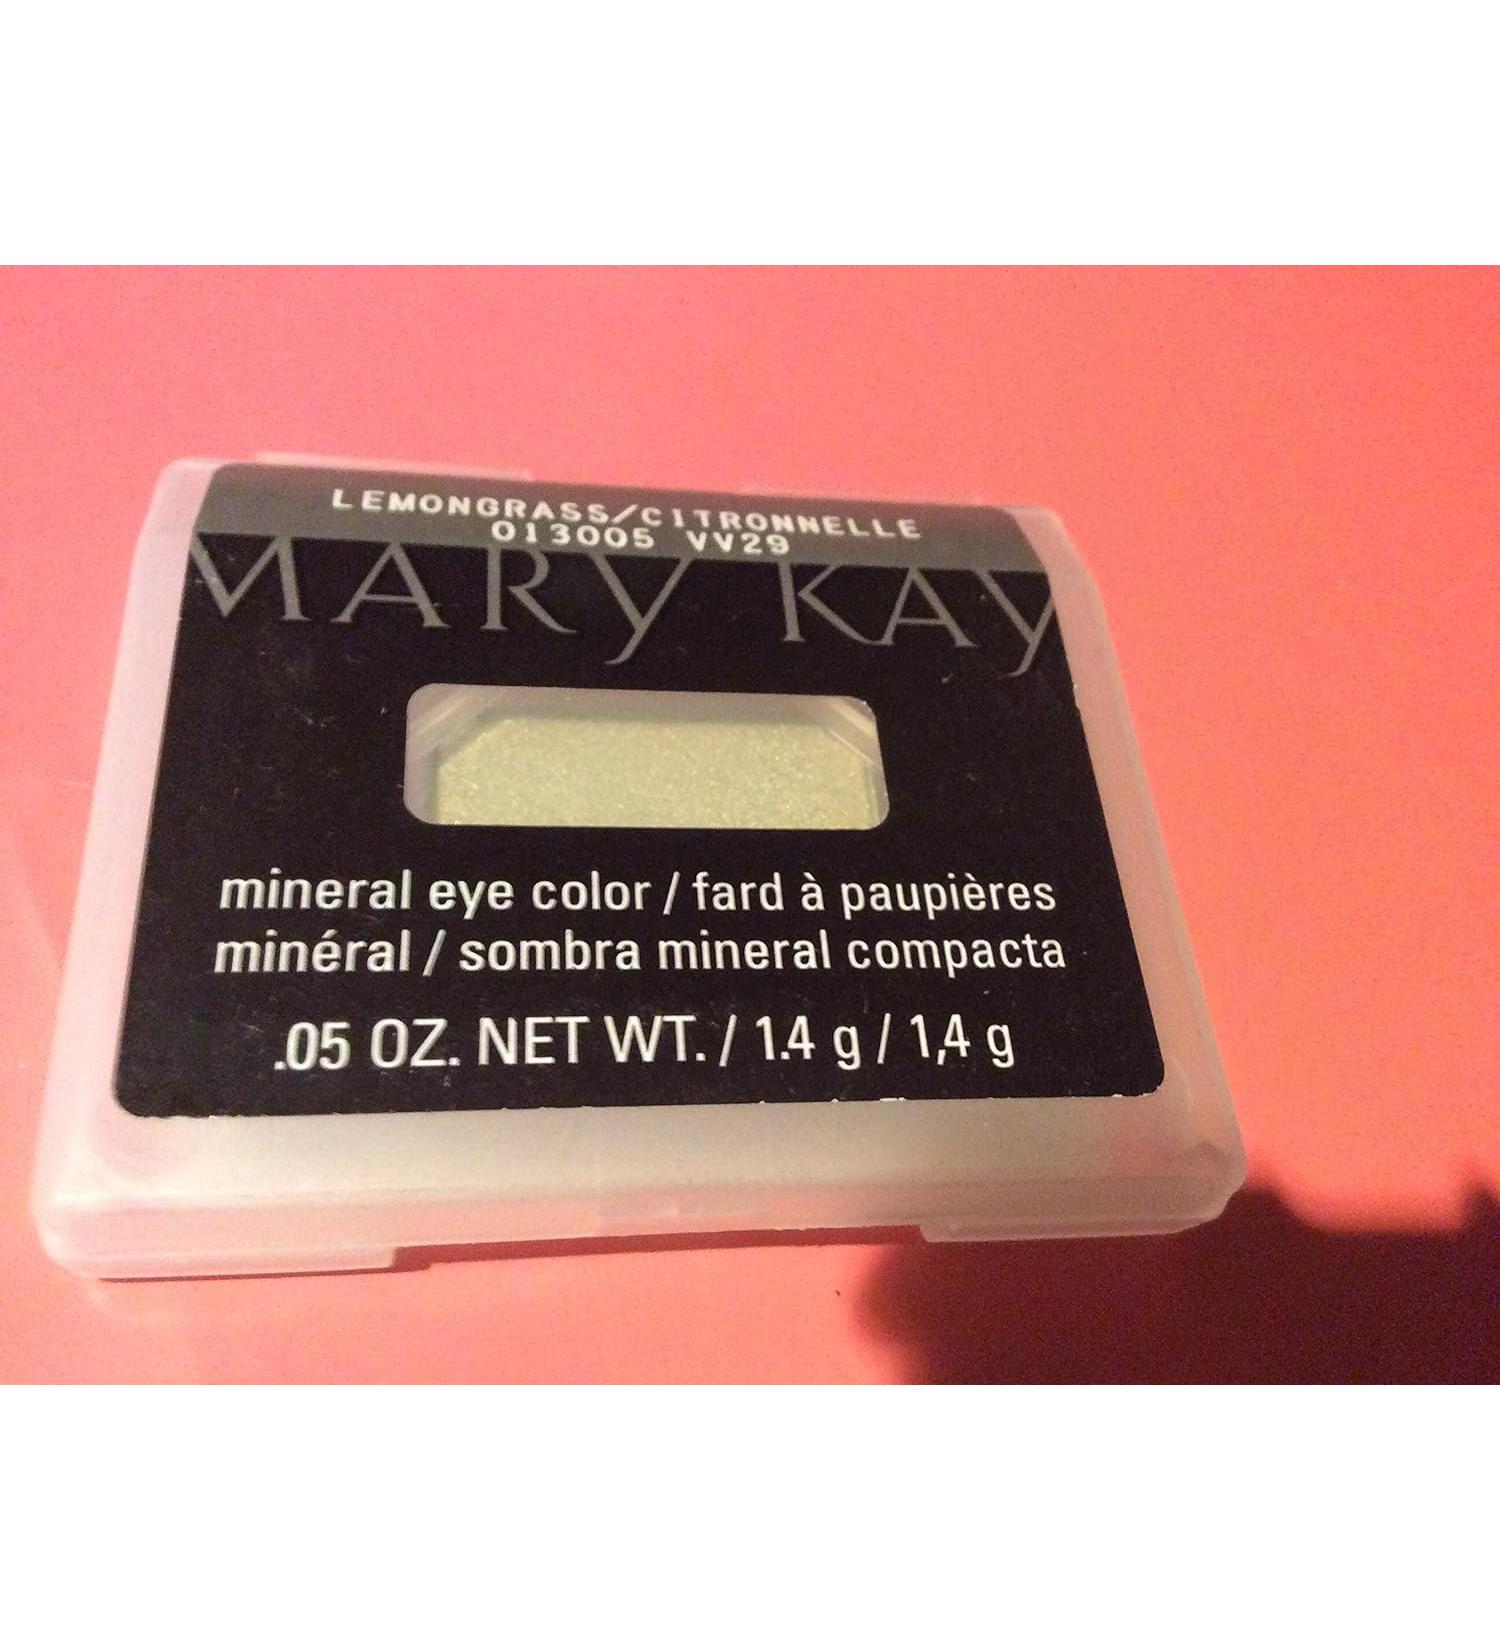 LEMONGRASS/CITRONNELLE
013005 VV29
MARY KAY
mineral eye color / fard à paupières
minéral / sombra mineral compacta
.05 OZ. NET WT. / 1.4 g / 1,4 g